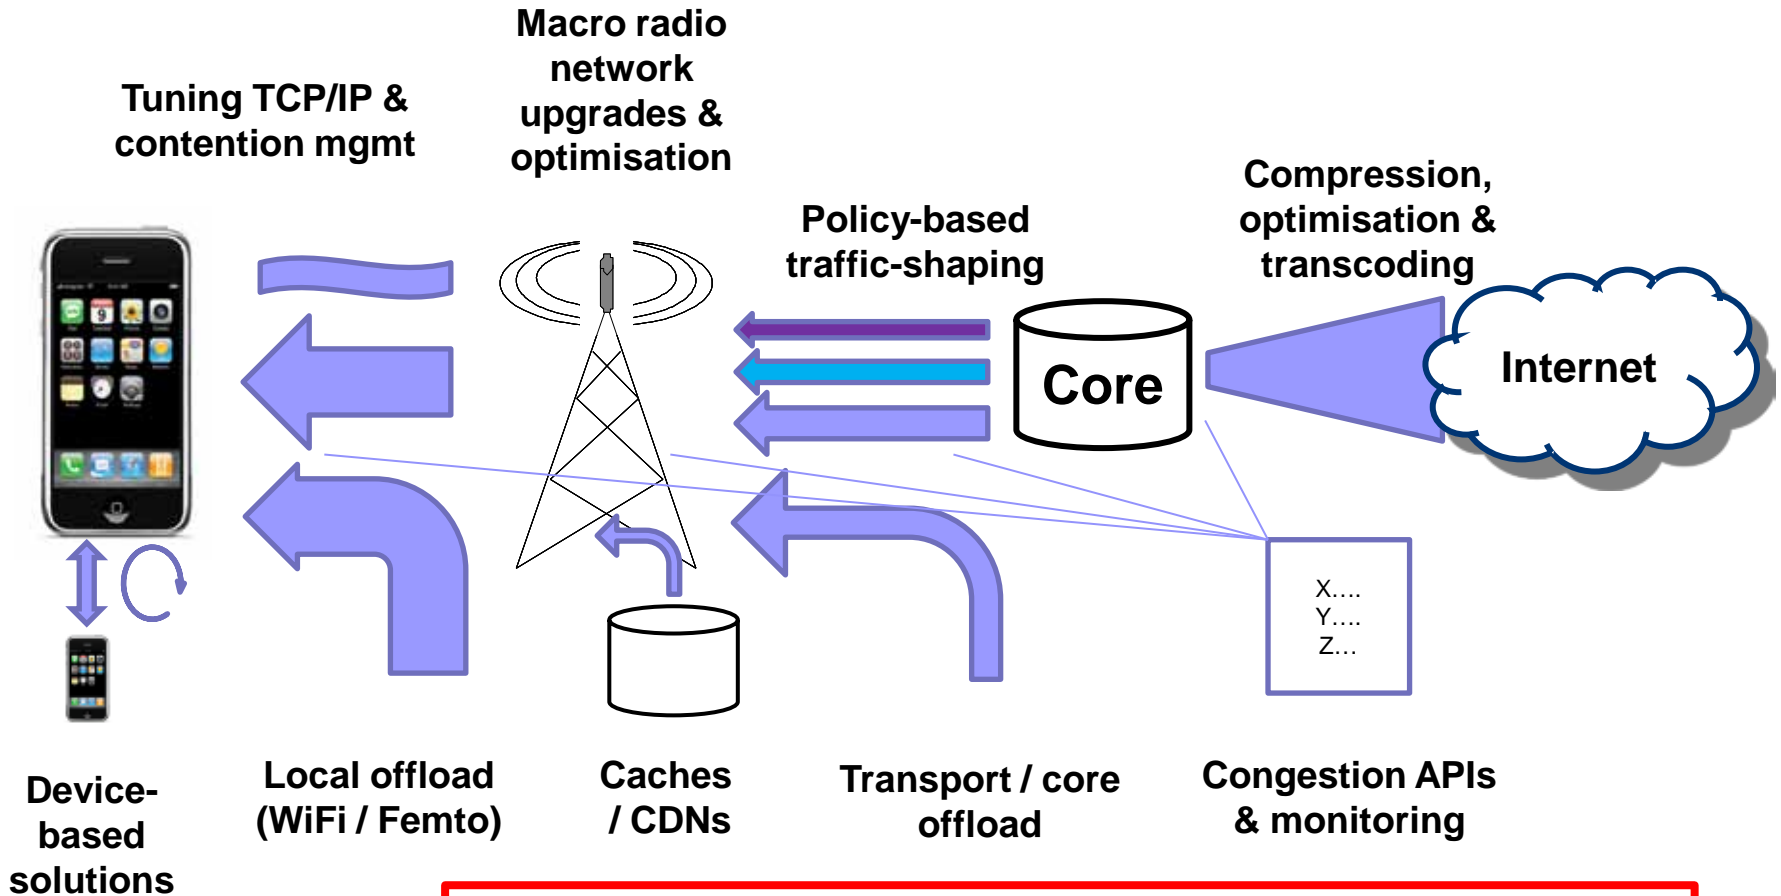 Macro radio
network
upgrades &
optimisation
Tuning TCP/IP &
contention mgmt
Compression,
optimisation &
transcoding
Policy-based
traffic-shaping
9
Internet
Core
X....
Y....
Z...
Device-
based
solutions
Local offload
(WiFi / Femto)
Caches
/ CDNs
Transport / core
offload
Congestion APIs
& monitoring